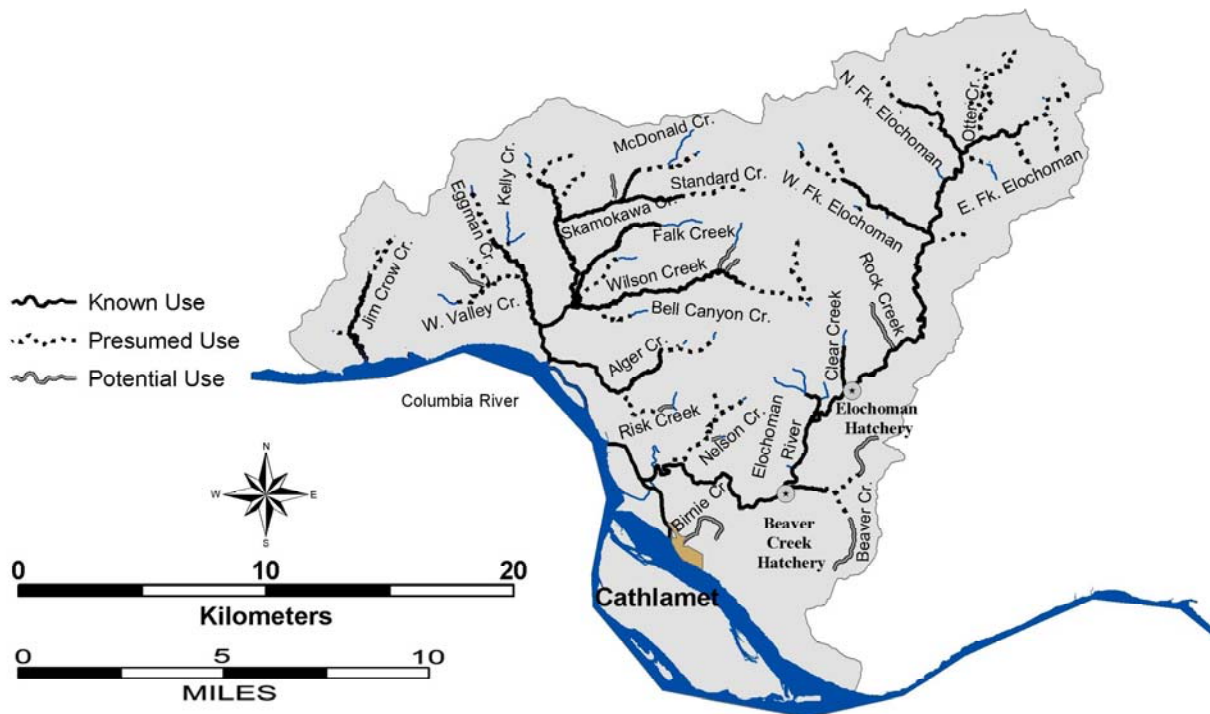 N. Fk. Elochoman
Otter Cr.
E. Fk. Elochoman
McDonald Cr.
Standard Cr.
W. Fk. Elochoman
Kelly Cr.
Eggman Cr.
Skamokawa Cr.
Falk Creek
Wilson Creek
Rock Creek
Jim Crow Cr.
W. Valley Cr.
Bell Canyon Cr.
Known Use
Presumed Use
Potential Use
Alger Cr.
Clear Creek
Columbia River
Risk Creek
Nelson Cr.
Elochoman
River
Elochoman
Hatchery
Birnie Cr.
Beaver Cr.
Beaver
Creek
Hatchery
N
W
E
S
Cathlamet
0 10 20
Kilometers
0 5 10
MILES